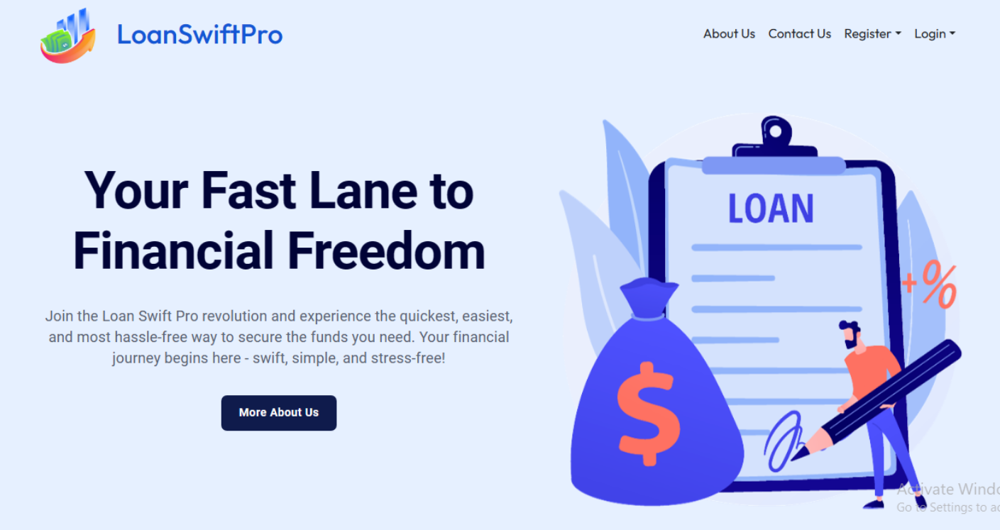 LoanSwiftPro
About Us Contact Us Register Login
Your Fast Lane to
Financial Freedom
Join the Loan Swift Pro revolution and experience the quickest, easiest,
and most hassle-free way to secure the funds you need. Your financial
journey begins here - swift, simple, and stress-free!
More About Us
LOAN
+%
$
Activate Windo
Go to Settings to ac